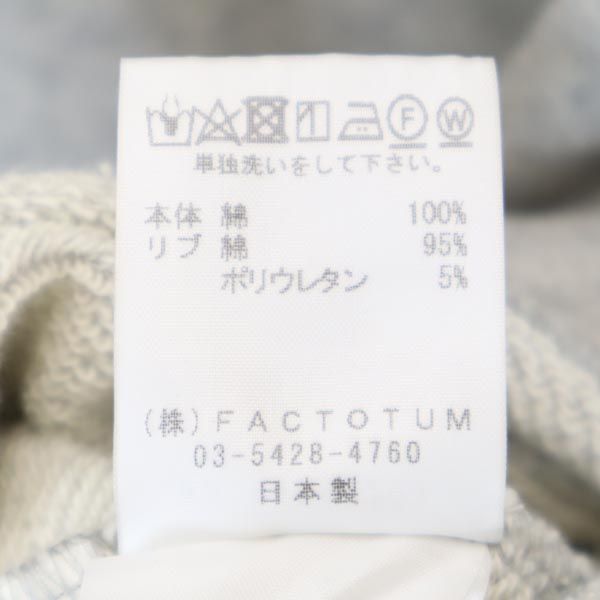 F W
単独洗いをして下さい。
本体 綿 100%
リブ 綿 95%
ポリウレタン 5%
(株)FACTOTUM
03-5428-4760
日本製